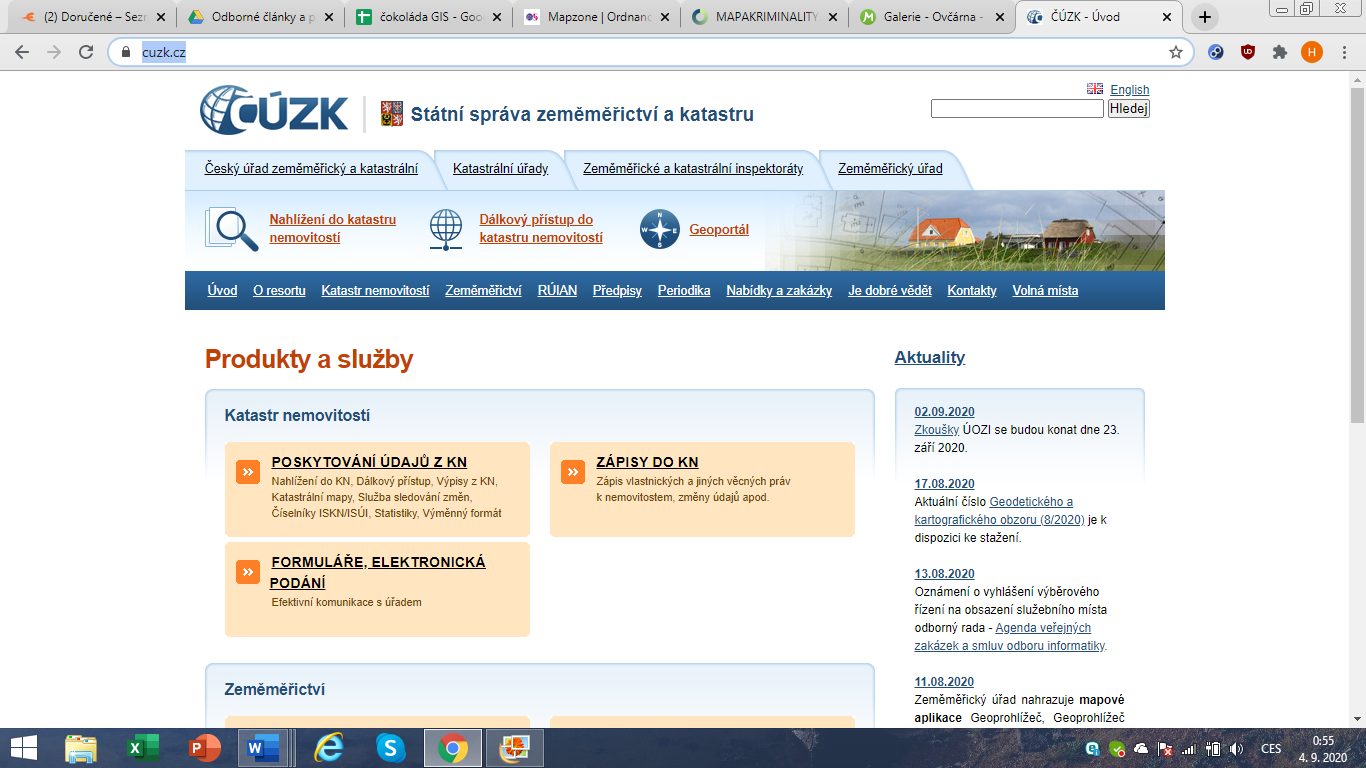 (2) Doručené – Sezn
Odborné články a p
čokoláda GIS - Goo
Mapzone | Ordnanc
MAPAKRIMINALITY
Galerie - Ovčárna -
ČÚZK - Úvod
cuzk.cz
H
ČÚZK
Státní správa zeměměřictví a katastru
English
Hledej
Český úřad zeměměřický a katastrální
Katastrální úřady
Zeměměřické a katastrální inspektoráty
Zeměměřický úřad
Nahlížení do katastru
nemovitostí
Dálkový přístup do
katastru nemovitostí
N
W E
S
Geoportál
Úvod O resortu Katastr nemovitostí Zeměměřictví RÚIAN Předpisy Periodika Nabídky a zakázky Je dobré vědět Kontakty Volná místa
Produkty a služby
Katastr nemovitostí
POSKYTOVÁNÍ ÚDAJŮ Z KN
Nahlížení do KN, Dálkový přístup, Výpisy z KN,
Katastrální mapy, Služba sledování změn,
Číselníky ISKN/ISÚI, Statistiky, Výměnný formát
ZÁPISY DO KN
Zápis vlastnických a jiných věcných práv
k nemovitostem, změny údajů apod.
FORMULÁŘE, ELEKTRONICKÁ
PODÁNÍ
Efektivní komunikace s úřadem
Zeměměřictví
Aktuality
02.09.2020
Zkoušky ÚOZI se budou konat dne 23.
září 2020.
17.08.2020
Aktuální číslo Geodetického a
kartografického obzoru (8/2020) je k
dispozici ke stažení.
13.08.2020
Oznámení o vyhlášení výběrového
řízení na obsazení služebního místa
odborný rada - Agenda veřejných
zakázek a smluv odboru informatiky.
11.08.2020
Zeměměřický úřad nahrazuje mapové
aplikace Geoprohlížeč, Geoprohlížeč
CES
0:55
4. 9. 2020